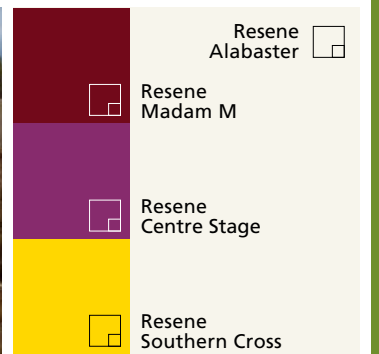 Resene
Alabaster
Resene
Madam M
Resene
Centre Stage
Resene
Southern Cross